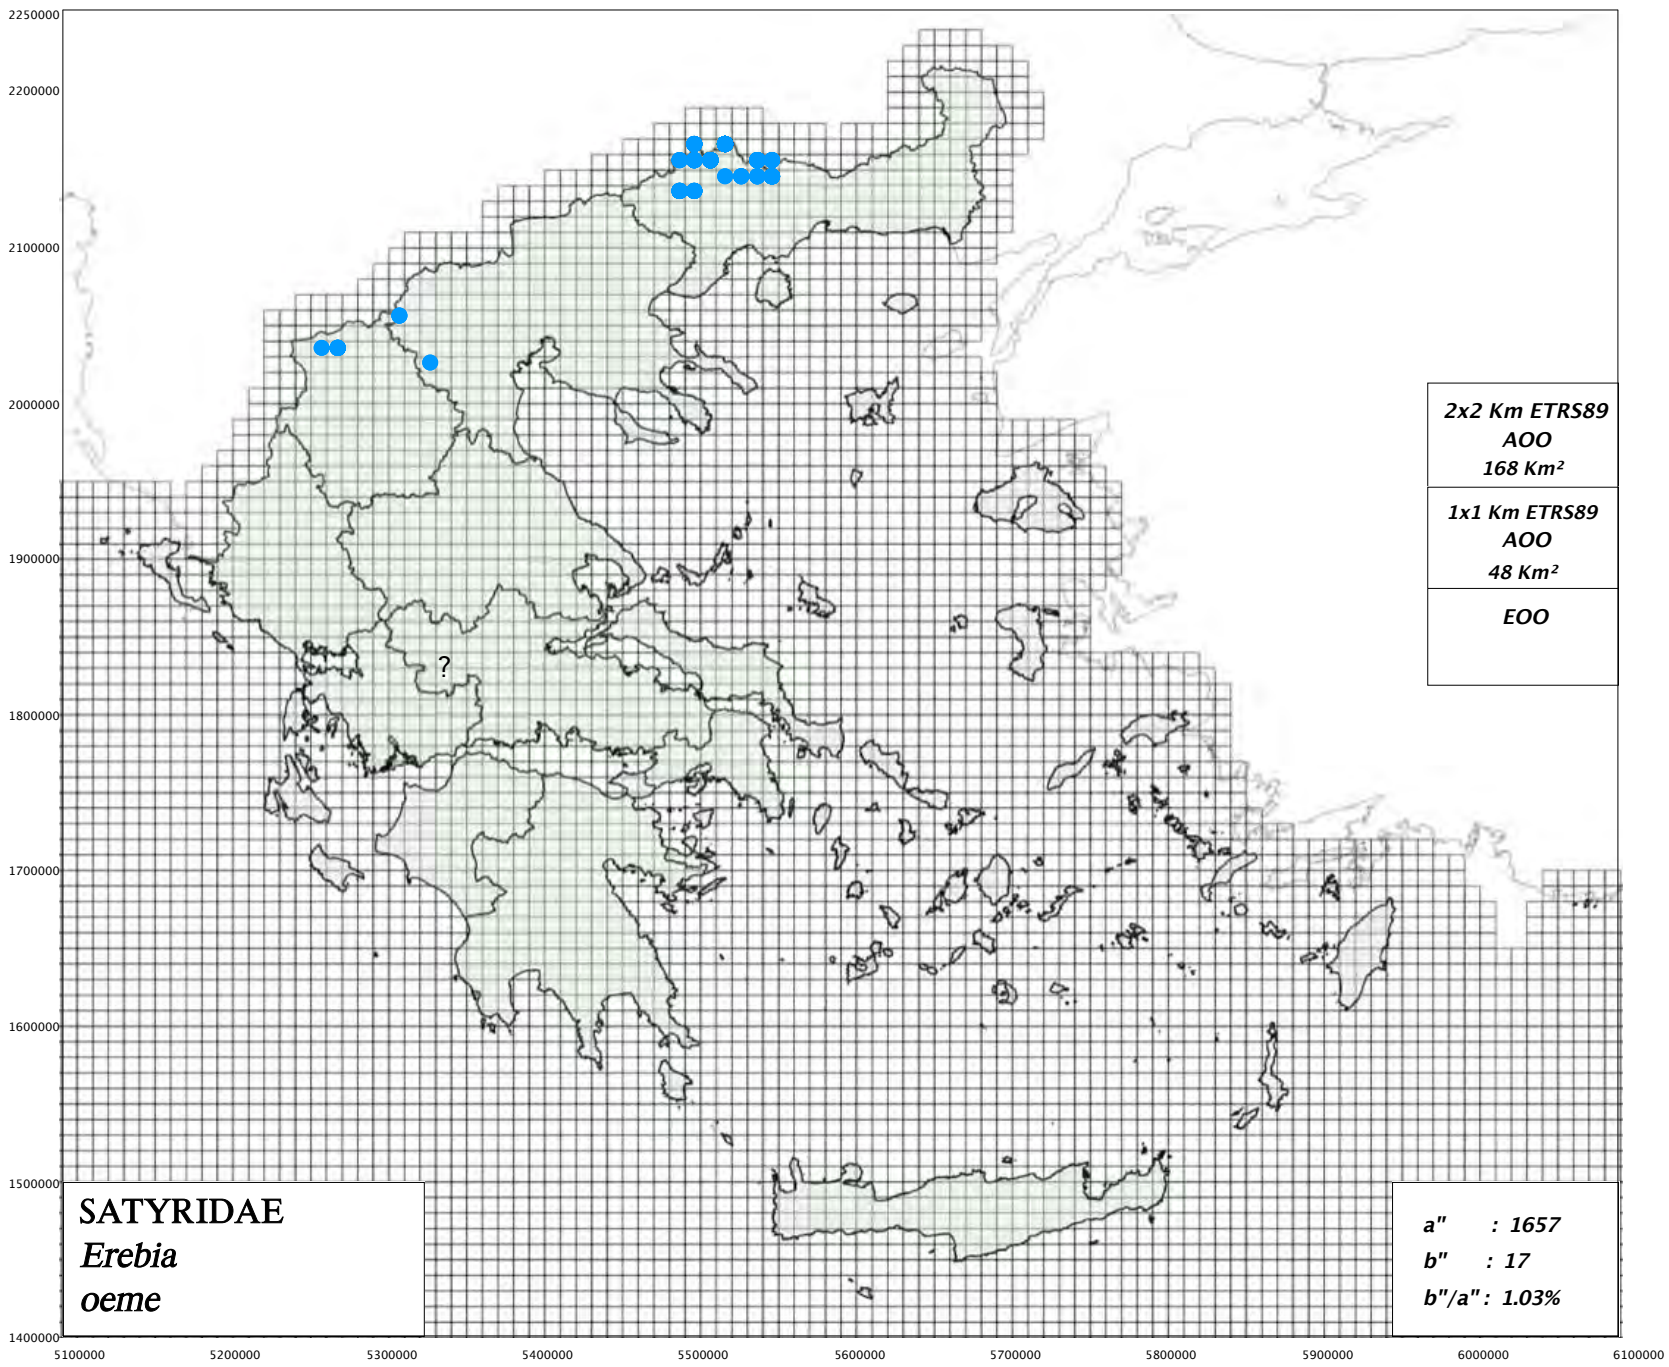 2250000
2200000
2100000
2000000
1900000
1800000
1700000
1600000
1500000
1400000
?
2x2 Km ETRS89
AOO
168 Km²
1x1 Km ETRS89
AOO
48 Km²
EOO
SATYRIDAE
Erebia
oeme
a" : 1657
b" : 17
b"/a" : 1.03%
5100000 5200000 5300000 5400000 5500000 5600000 5700000 5800000 5900000 6000000 6100000